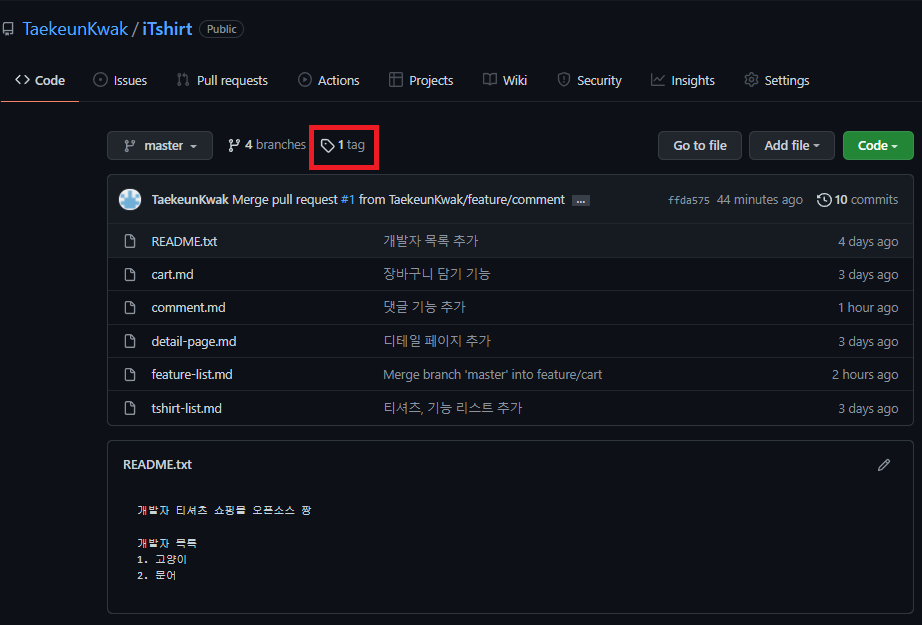 TaekeunKwak / iTshirt Public
Code Issues Pull requests Actions Projects Wiki Security Insights Settings
master 4 branches 1 tag Go to file Add file Code
TaekeunKwak Merge pull request #1 from TaekeunKwak/feature/comment ... ffda575 44 minutes ago 10 commits
README.txt 개발자 목록 추가 4 days ago
cart.md 장바구니 담기 기능 3 days ago
comment.md 댓글 기능 추가 1 hour ago
detail-page.md 디테일 페이지 추가 3 days ago
feature-list.md Merge branch 'master' into feature/cart 2 hours ago
tshirt-list.md 티셔츠, 기능 리스트 추가 3 days ago
README.txt
개발자 티셔츠 쇼핑몰 오픈소스 짱
개발자 목록
1. 고양이
2. 문어